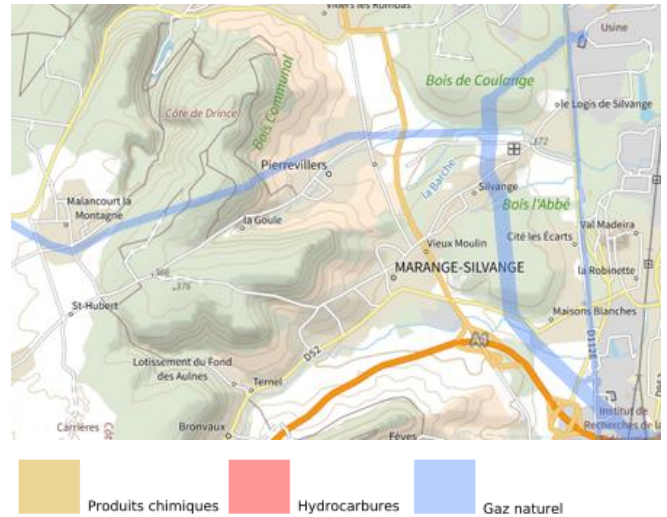 Villers les Rombas
Usine
Bois de Coulange
le Logis de Silvange
Côte de Drince
Bois Communal
372
Pierrevillers
la Barche
Silvange
Malancourt la
Montagne
Bois l'Abbé
la Goule
Val Madeira
Cité les Écarts
Vieux Moulin
MARANGE-SILVANGE
la Robinette
366
376
St-Hubert
Maisons Blanches
D112E
A4
D52
Lotissement du Fond
des Aulnes
Ternel
Institut de
Recherches de la
Carrières
Bronvaux
Fèves
Produits chimiques
Hydrocarbures
Gaz naturel